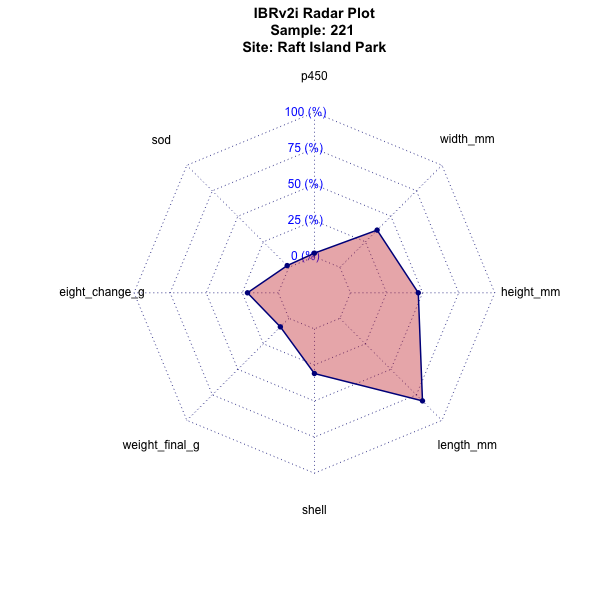 IBRv2i Radar Plot
Sample: 221
Site: Raft Island Park
p450
100 (%)
sod
width_mm
75 (%)
50 (%)
25 (%)
0 (%)
eight_change_g
height_mm
weight_final_g
length_mm
shell